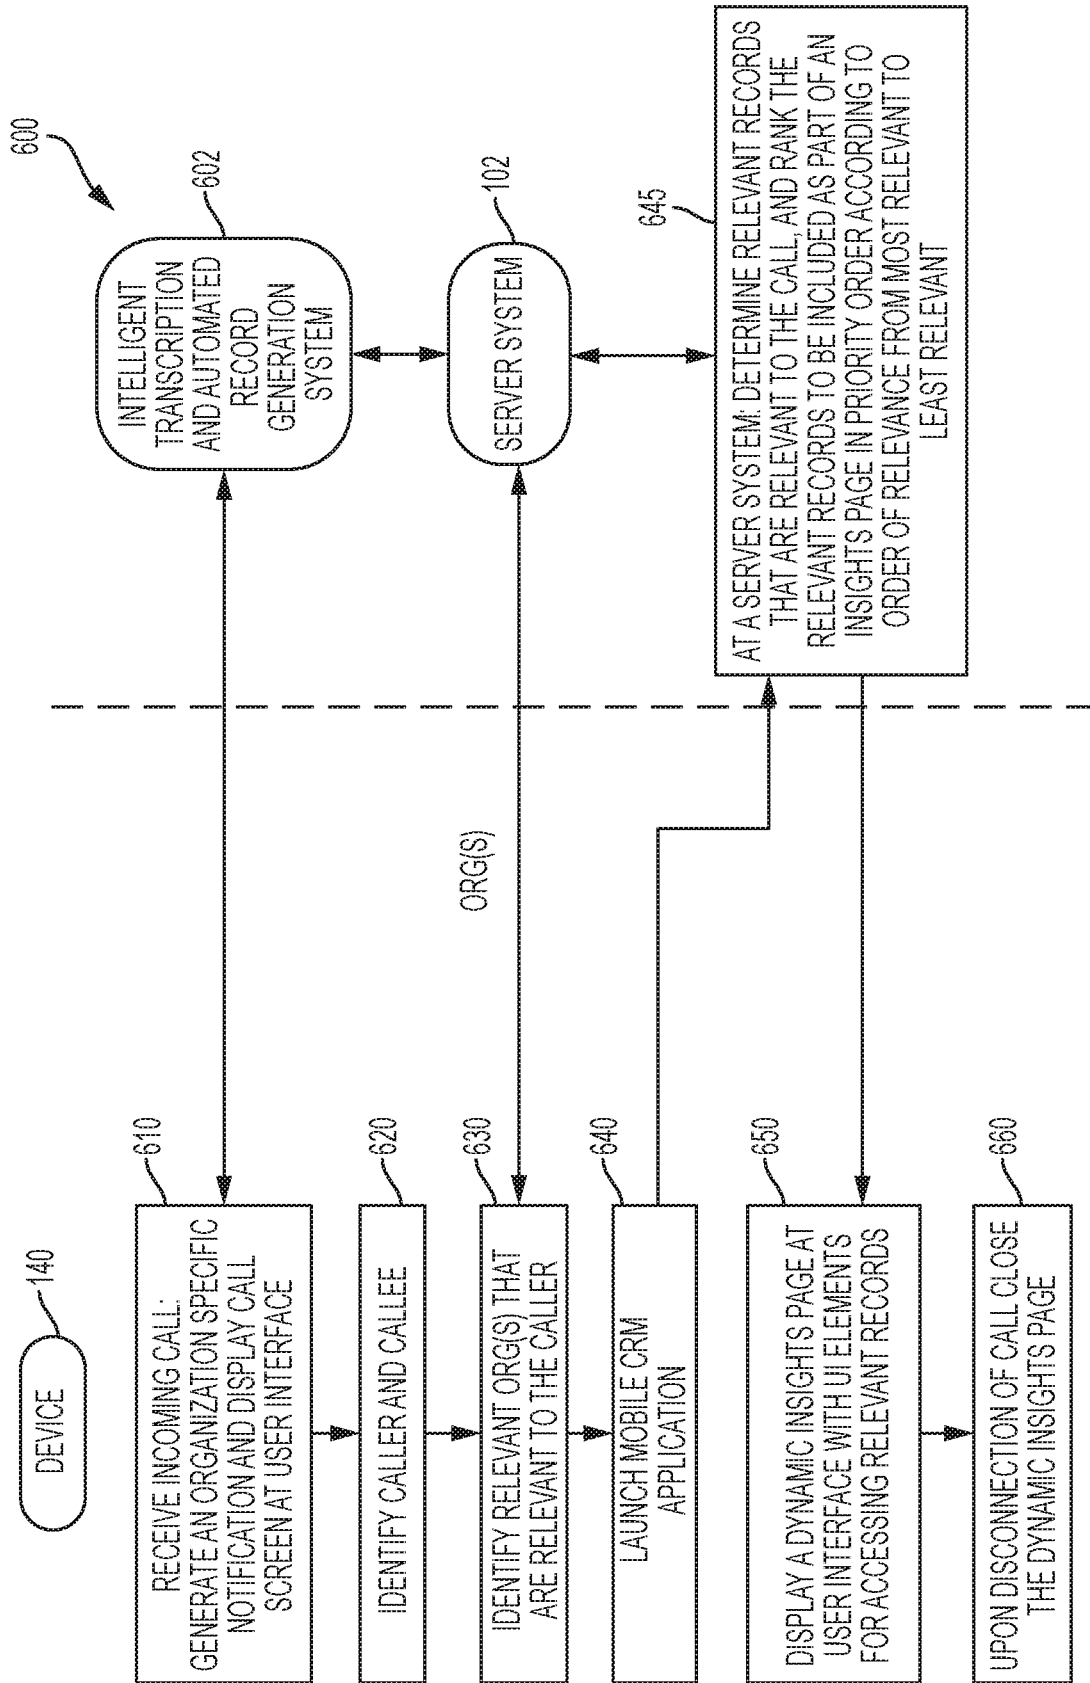 600
DEVICE
140
RECEIVE INCOMING CALL:
GENERATE AN ORGANIZATION SPECIFIC
NOTIFICATION AND DISPLAY CALL
SCREEN AT USER INTERFACE
610
IDENTIFY CALLER AND CALLEE
620
IDENTIFY RELEVANT ORG(S) THAT
ARE RELEVANT TO THE CALLER
630
LAUNCH MOBILE CRM
APPLICATION
640
DISPLAY A DYNAMIC INSIGHTS PAGE AT
USER INTERFACE WITH UI ELEMENTS
FOR ACCESSING RELEVANT RECORDS
650
UPON DISCONNECTION OF CALL CLOSE
THE DYNAMIC INSIGHTS PAGE
660
ORG(S)
INTELLIGENT
TRANSCRIPTION
AND AUTOMATED
RECORD
GENERATION
SYSTEM
602
SERVER SYSTEM
102
AT A SERVER SYSTEM: DETERMINE RELEVANT RECORDS
THAT ARE RELEVANT TO THE CALL, AND RANK THE
RELEVANT RECORDS TO BE INCLUDED AS PART OF AN
INSIGHTS PAGE IN PRIORITY ORDER ACCORDING TO
ORDER OF RELEVANCE FROM MOST RELEVANT TO
LEAST RELEVANT
645